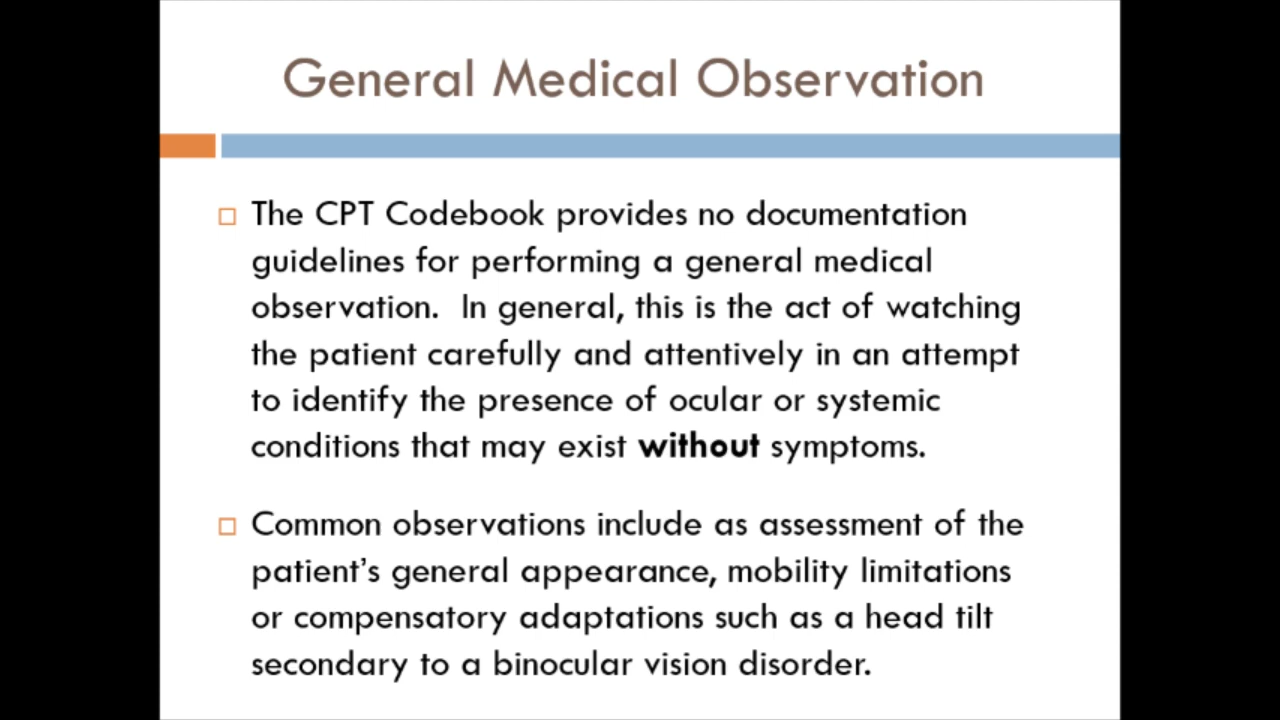 General Medical Observation
The CPT Codebook provides no documentation
guidelines for performing a general medical
observation.  In general, this is the act of watching
the patient carefully and attentively in an attempt
to identify the presence of ocular or systemic
conditions that may exist without symptoms.
Common observations include as assessment of the
patient’s general appearance, mobility limitations
or compensatory adaptations such as a head tilt
secondary to a binocular vision disorder.